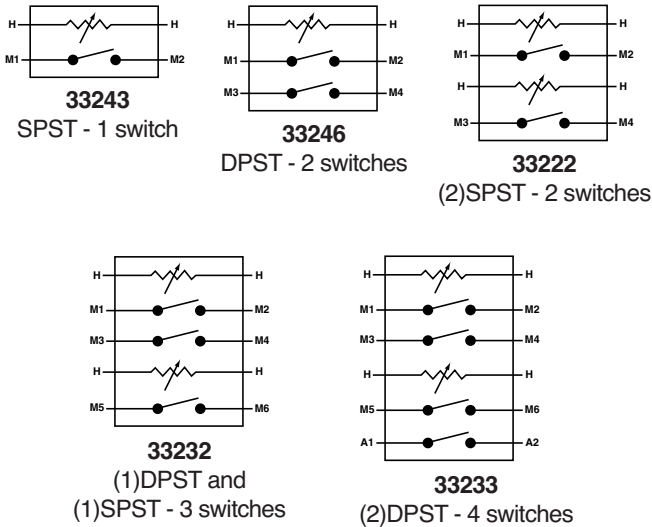 H H
M1 M2
33243
SPST - 1 switch
H H
M1 M2
M3 M4
33246
DPST - 2 switches
H H
M1 M2
H H
M3 M4
33222
(2)SPST - 2 switches
H H
M1 M2
M3 M4
H H
M5 M6
33232
(1)DPST and
(1)SPST - 3 switches
H H
M1 M2
M3 M4
H H
M5 M6
A1 A2
33233
(2)DPST - 4 switches